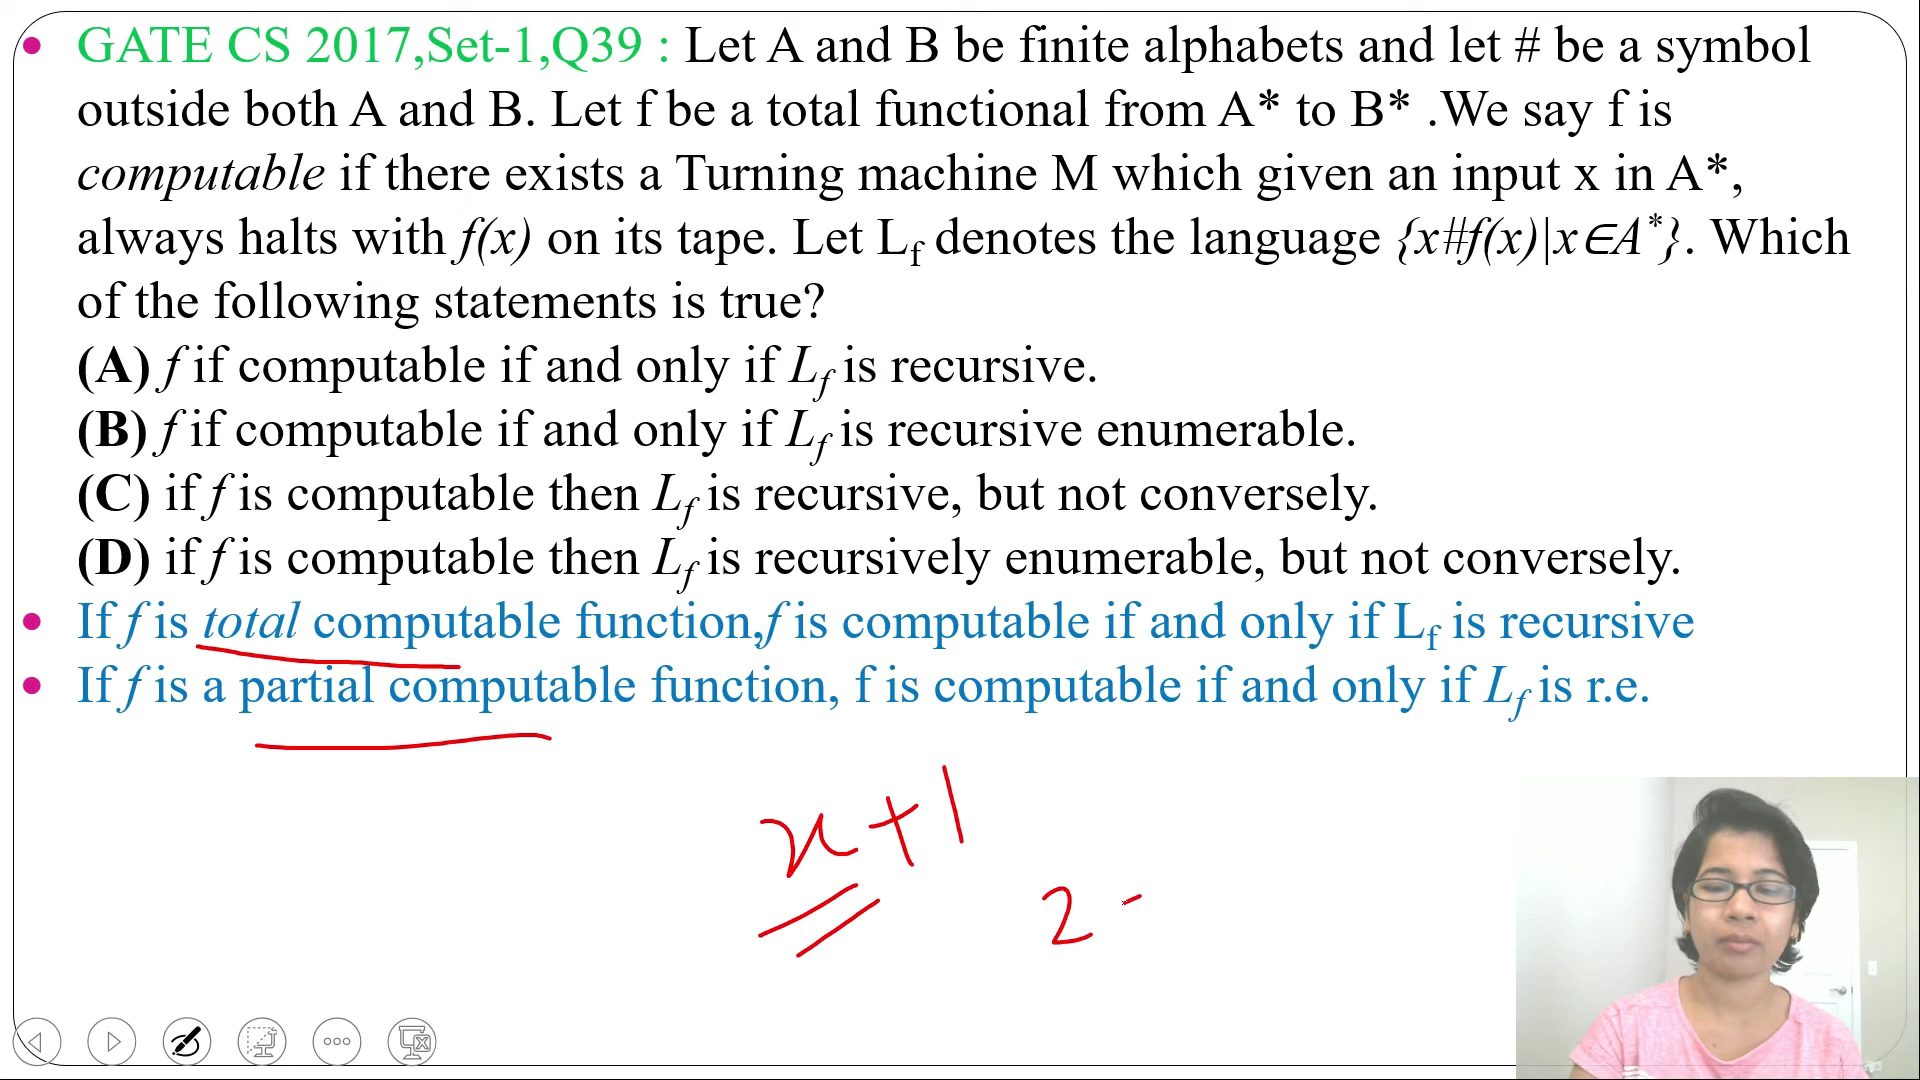 GATE CS 2017,Set-1,Q39 : Let A and B be finite alphabets and let # be a symbol
outside both A and B. Let f be a total functional from A* to B* .We say f is
computable if there exists a Turning machine M which given an input x in A*,
always halts with f(x) on its tape. Let Lf denotes the language {x#f(x)|x∈A*}. Which
of the following statements is true?
(A) f if computable if and only if Lf is recursive.
(B) f if computable if and only if Lf is recursive enumerable.
(C) if f is computable then Lf is recursive, but not conversely.
(D) if f is computable then Lf is recursively enumerable, but not conversely.
If f is total computable function,f is computable if and only if Lf is recursive
If f is a partial computable function, f is computable if and only if Lf is r.e.
x+1
2 -